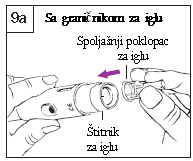 9a
Sa graničnikom za iglu
Spoljašnji poklopac
za iglu
Štitnik
za iglu